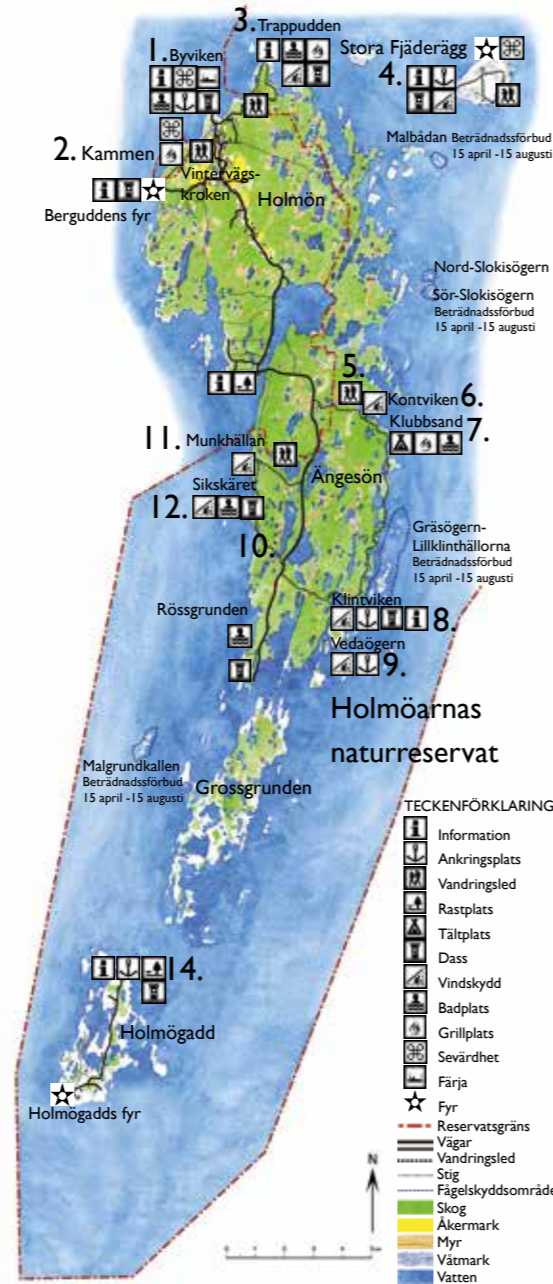 3. Trappudden
1. Byviken
Stora Fjäderägg
4.
2. Kammen
Malbådan Beträdnadssförbud
15 april -15 augusti
Vintervägs-
kroken
Holmön
Berguddens fyr
Nord-Slokisögern
Sör-Slokisögern
Beträdnadssförbud
15 april -15 augusti
5.
Kontviken 6.
Klubbsand
7.
11. Munkhällan
Ängesön
Sikskäret
12.
Gräsögern-
Lillklinthällorna
Beträdnadssförbud
15 april -15 augusti
10.
Rössgrunden
Klintviken
8.
Vedaögern
9.
Holmöarnas
naturreservat
Malgrundkallen
Beträdnadssförbud
15 april -15 augusti
Grossgrunden
14.
Holmögadd
Holmögadds fyr
TECKENFÖRKLARING
Information
Ankringsplats
Vandringsled
Rastplats
Tältplats
Dass
Vindskydd
Badplats
Grillplats
Sevärdhet
Färja
Fyr
Reservatsgräns
Vägar
Vandringsled
Stig
Fågelskyddsområde
Skog
Åkermark
Myr
Våtmark
Vatten
N